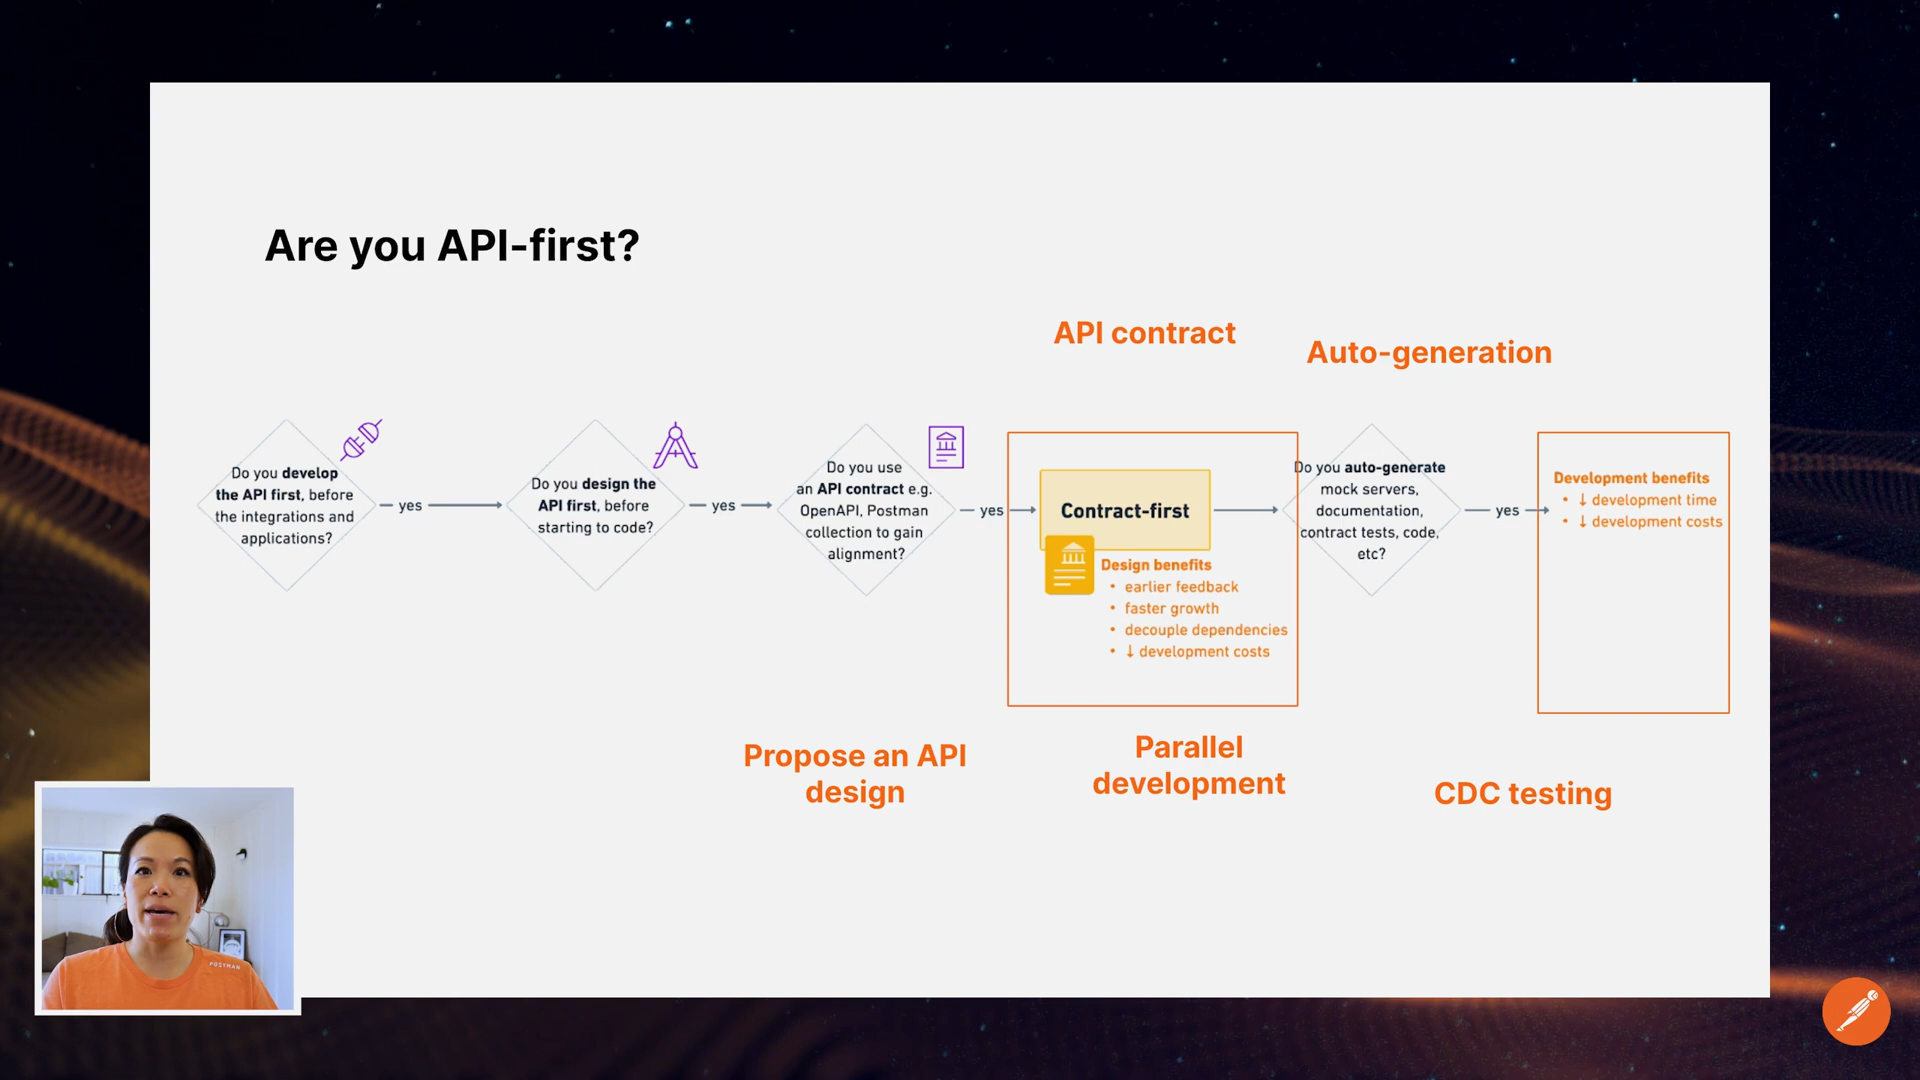 Are you API-first?
API contract
Auto-generation
Do you develop
the API first, before
the integrations and
applications?
yes
Do you design the
API first, before
starting to code?
yes
Do you use
an API contract e.g.
OpenAPI, Postman
collection to gain
alignment?
yes
Contract-first
Design benefits
• earlier feedback
• faster growth
• decouple dependencies
• ↓ development costs
Do you auto-generate
mock servers,
documentation,
contract tests, code,
etc?
yes
Development benefits
• ↓ development time
• ↓ development costs
Propose an API
design
Parallel
development
CDC testing
POSTMAN